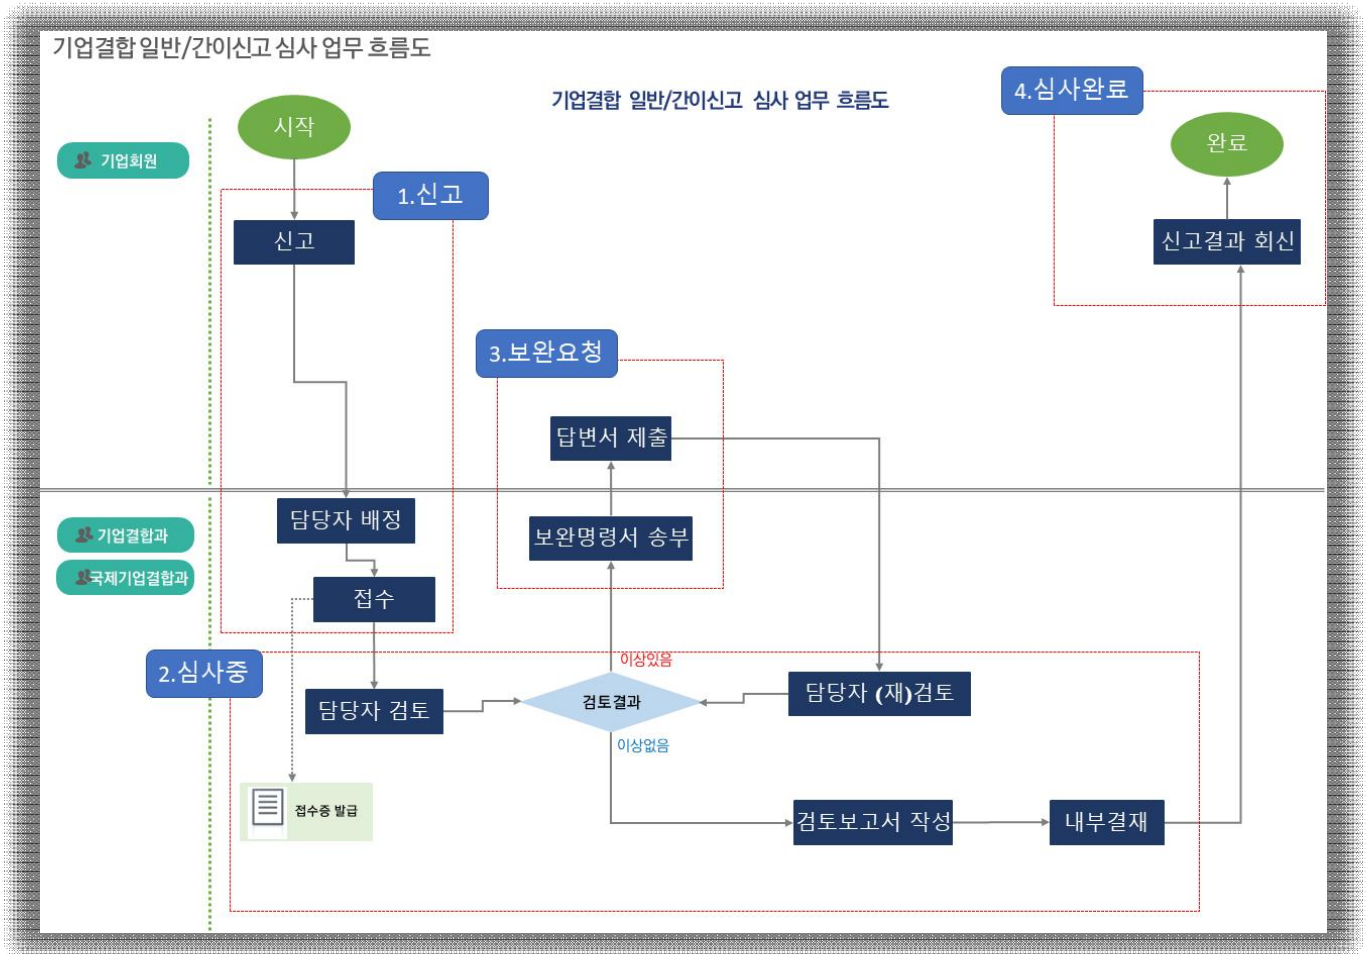 기업결합 일반/간이신고 심사 업무 흐름도
기업결합 일반/간이신고 심사 업무 흐름도
4.심사완료
시작
완료
기업회원
1.신고
신고
신고결과 회신
3.보완요청
답변서 제출
담당자 배정
보완명령서 송부
기업결합과
국제기업결합과
접수
2.심사중
이상있음
담당자 검토
검토결과
담당자 (재)검토
이상없음
접수증 발급
검토보고서 작성
내부결재